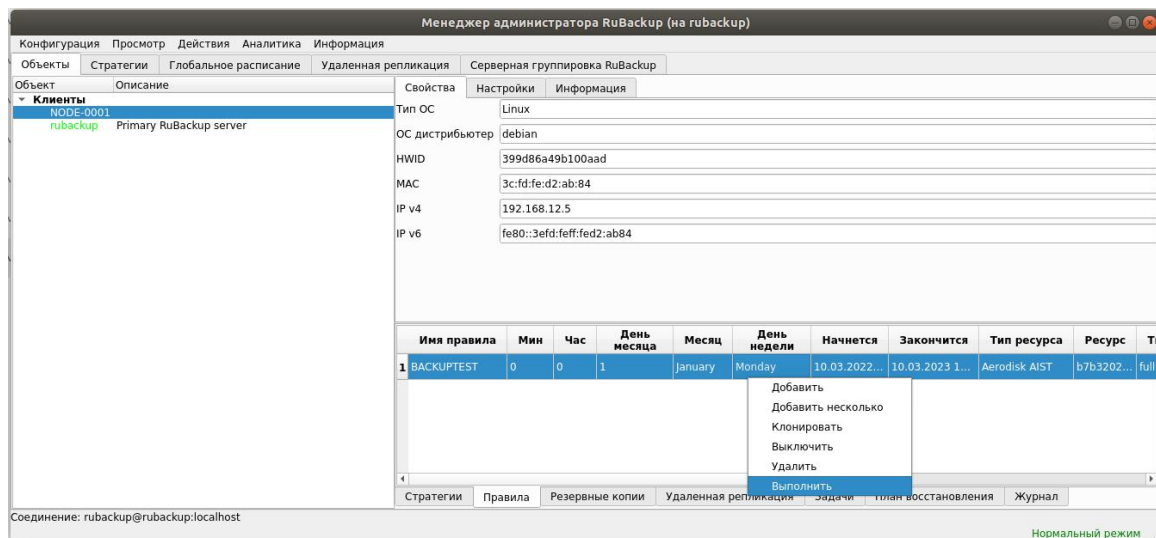 Менеджер администратора RuBackup (на rubackup)
Конфигурация Просмотр Действия Аналитика Информация
Объекты Стратегии Глобальное расписание Удаленная репликация Серверная группировка RuBackup
Объект Описание
Клиенты
NODE-0001
rubackup Primary RuBackup server
Свойства Настройки Информация
Тип ОС Linux
ОС дистрибьютер debian
HWID 399d86a49b100aad
MAC 3c:fd:fe:d2:ab:84
IP v4 192.168.12.5
IP v6 fe80::3efd:feff:fed2:ab84
Имя правила Мин Час День месяца Месяц День недели Начнется Закончится Тип ресурса Ресурс
1 BACKUPTEST 0 0 1 January Monday 10.03.2022... 10.03.2023 1... Aerodisk AIST b7b3202... full
Добавить
Добавить несколько
Клонировать
Выключить
Удалить
Выполнить
Стратегии Правила Резервные копии Удаленная репликация Задачи План восстановления Журнал
Соединение: rubackup@rubackup:localhost
Нормальный режим